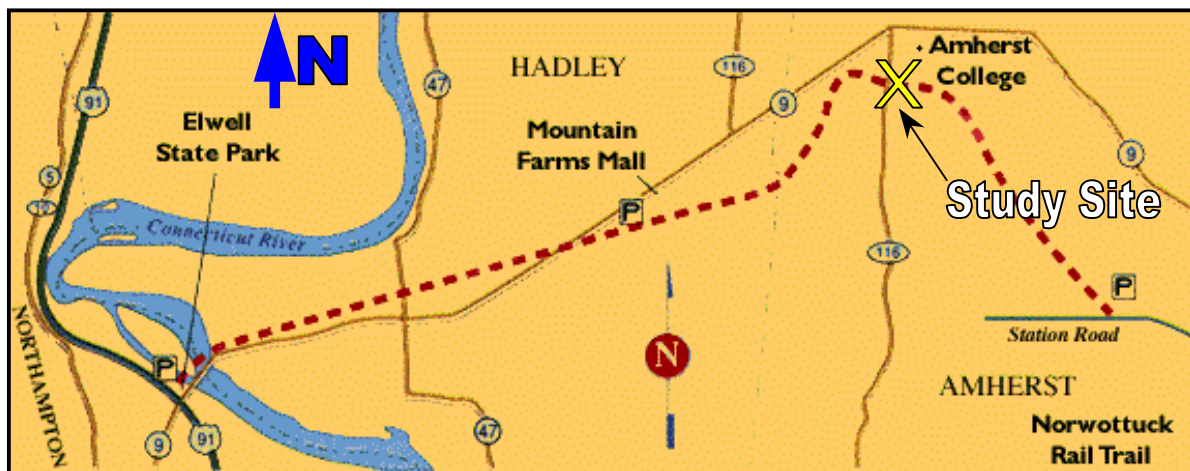 N
HADLEY
116
Amherst
College
47
91
Elwell
State Park
Mountain
Farms Mall
9
9
5
10
P
Study Site
Connecticut River
116
P
NORTHAMPTON
N
Station Road
P
AMHERST
9
91
47
Norwottuck
Rail Trail